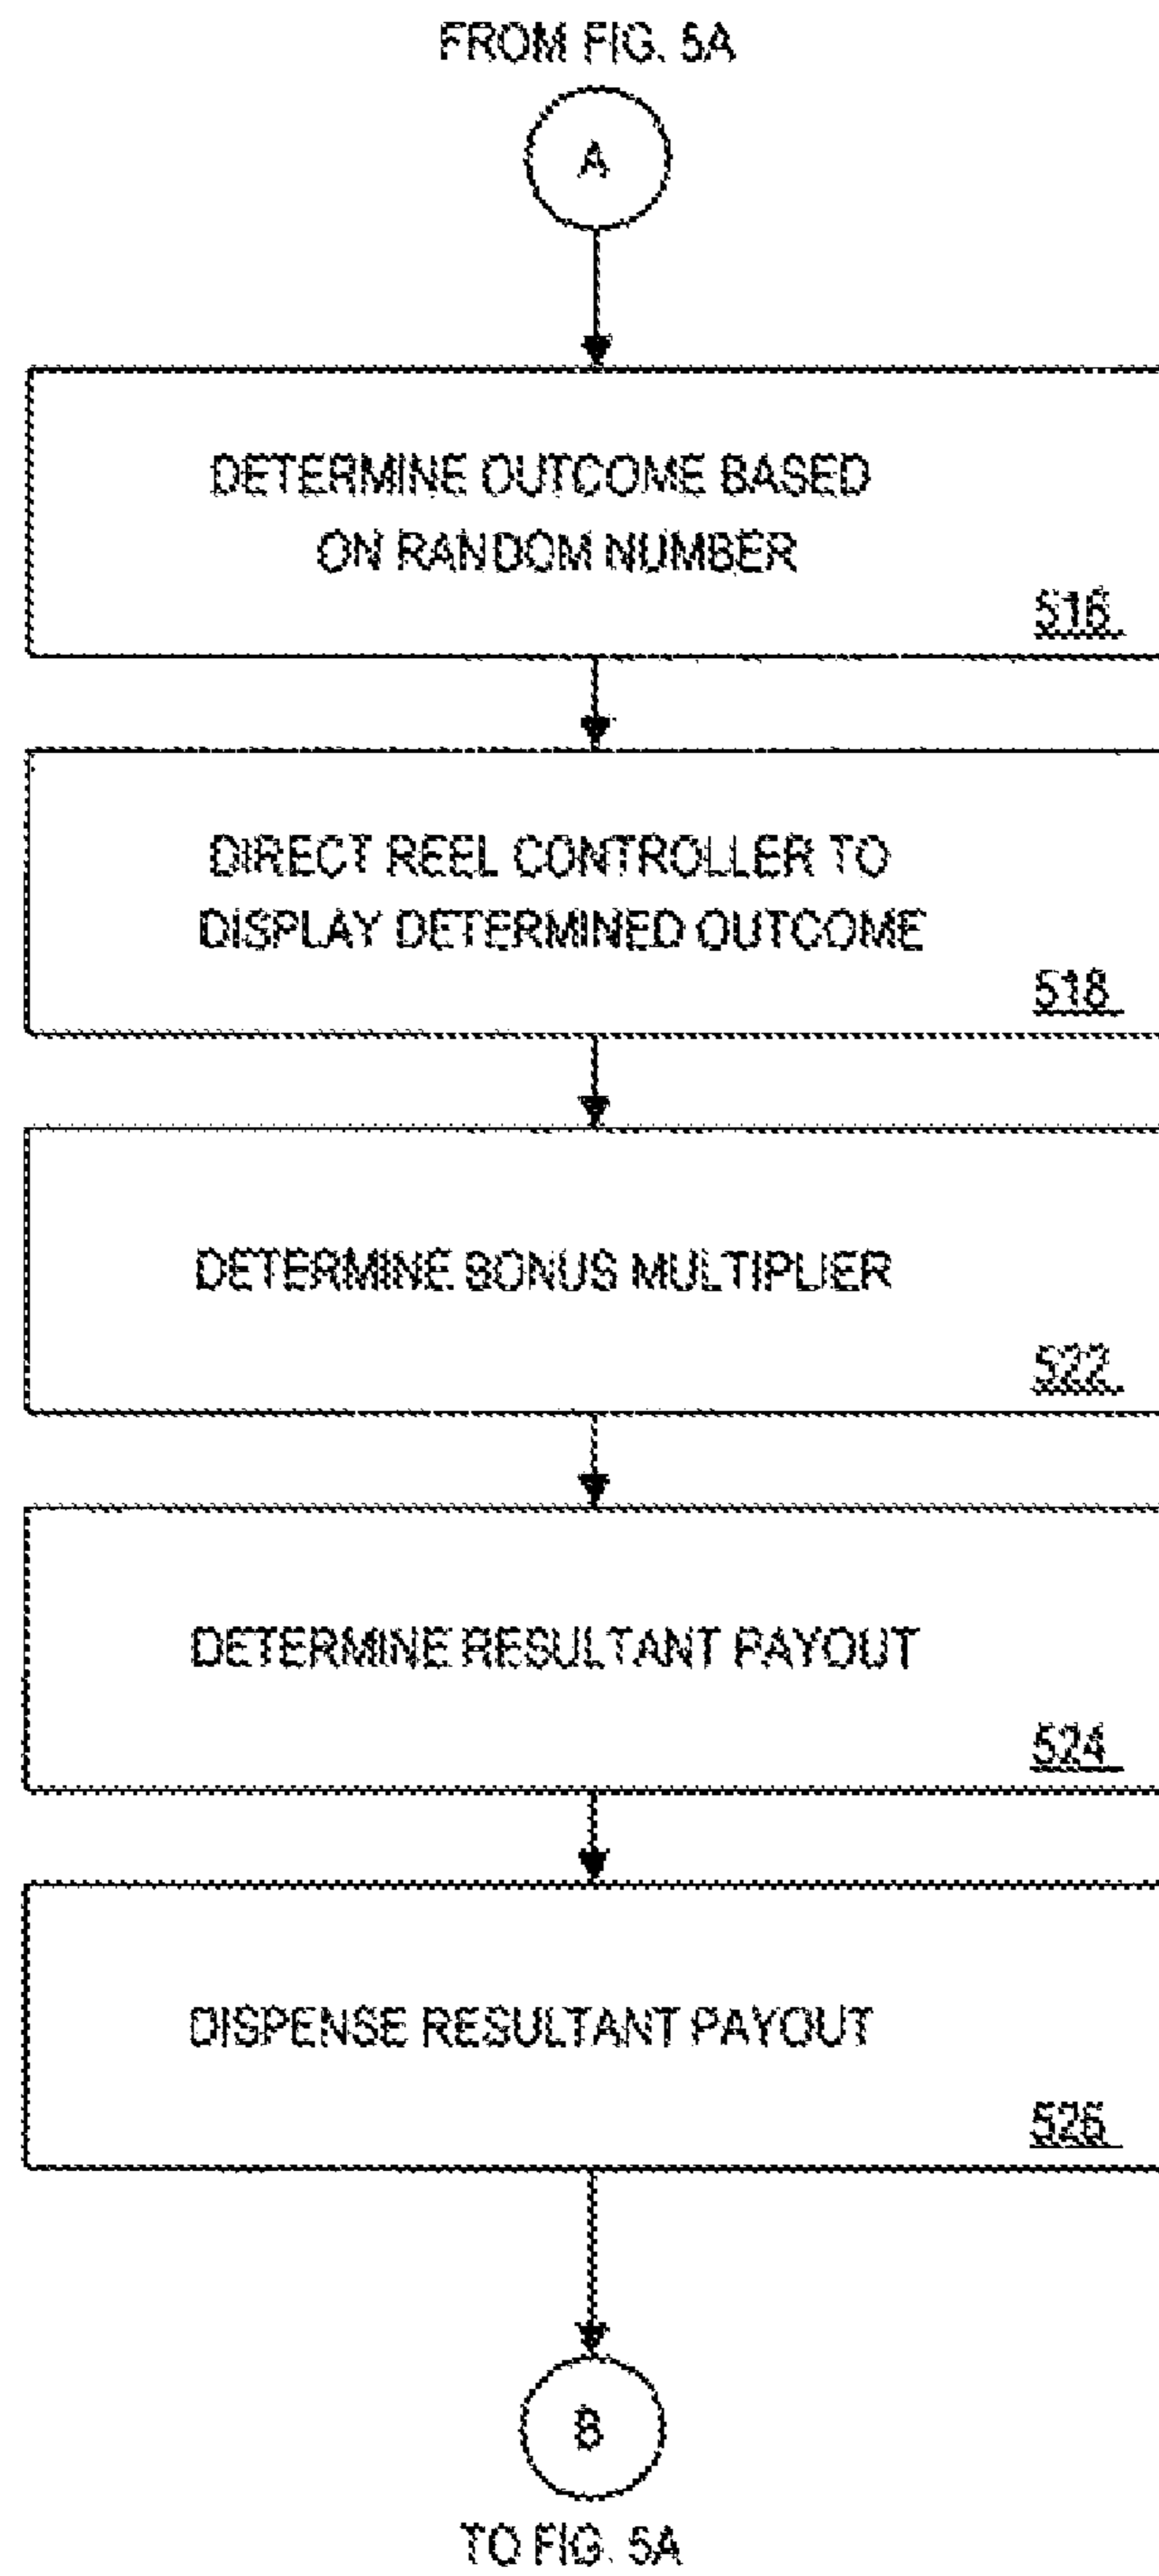 FROM FIG. 5A
A
DETERMINE OUTCOME BASED
ON RANDOM NUMBER
516
DIRECT REEL CONTROLLER TO
DISPLAY DETERMINED OUTCOME
518
DETERMINE BONUS MULTIPLIER
522
DETERMINE RESULTANT PAYOUT
524
DISPENSE RESULTANT PAYOUT
526
B
TO FIG. 5A